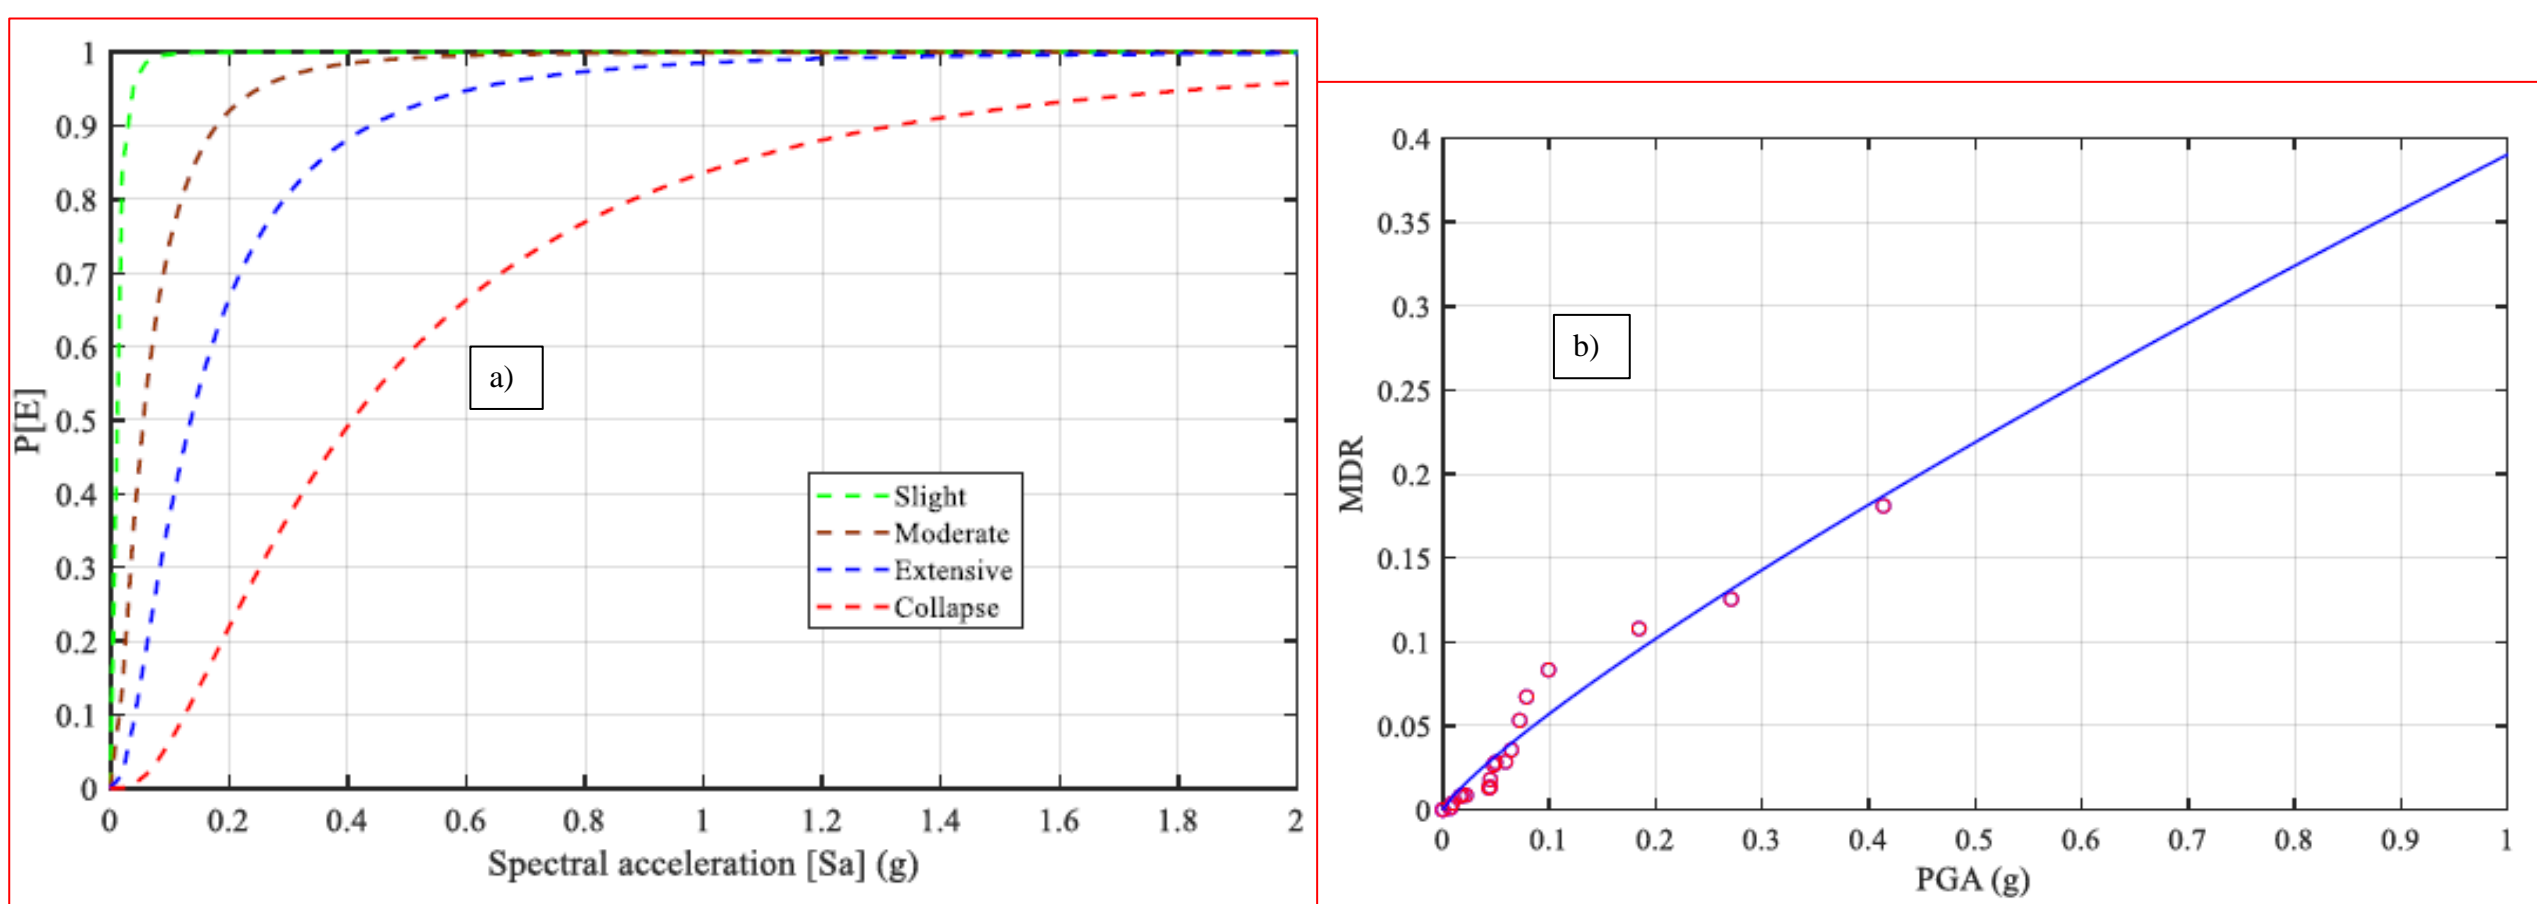 1
0.9
0.8
0.7
0.6
0.5
0.4
0.3
0.2
0.1
0
P[E]
a)
Slight
Moderate
Extensive
Collapse
0 0.2 0.4 0.6 0.8 1 1.2 1.4 1.6 1.8 2
Spectral acceleration [Sa] (g)
0.4
0.35
0.3
0.25
0.2
0.15
0.1
0.05
0
MDR
b)
0 0.1 0.2 0.3 0.4 0.5 0.6 0.7 0.8 0.9 1
PGA (g)